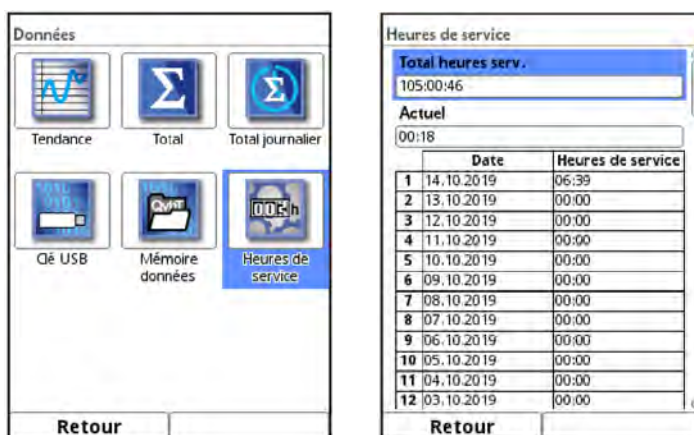 Données
Tendance
Total
Total journalier
Clé USB
Mémoire
données
Heures de
service
Retour
Heures de service
Total heures serv.
105:00:46
Actuel
00:18
Date Heures de service
1 14.10.2019 06:39
2 13.10.2019 00:00
3 12.10.2019 00:00
4 11.10.2019 00:00
5 10.10.2019 00:00
6 09.10.2019 00:00
7 08.10.2019 00:00
8 07.10.2019 00:00
9 06.10.2019 00:00
10 05.10.2019 00:00
11 04.10.2019 00:00
12 03.10.2019 00:00
Retour